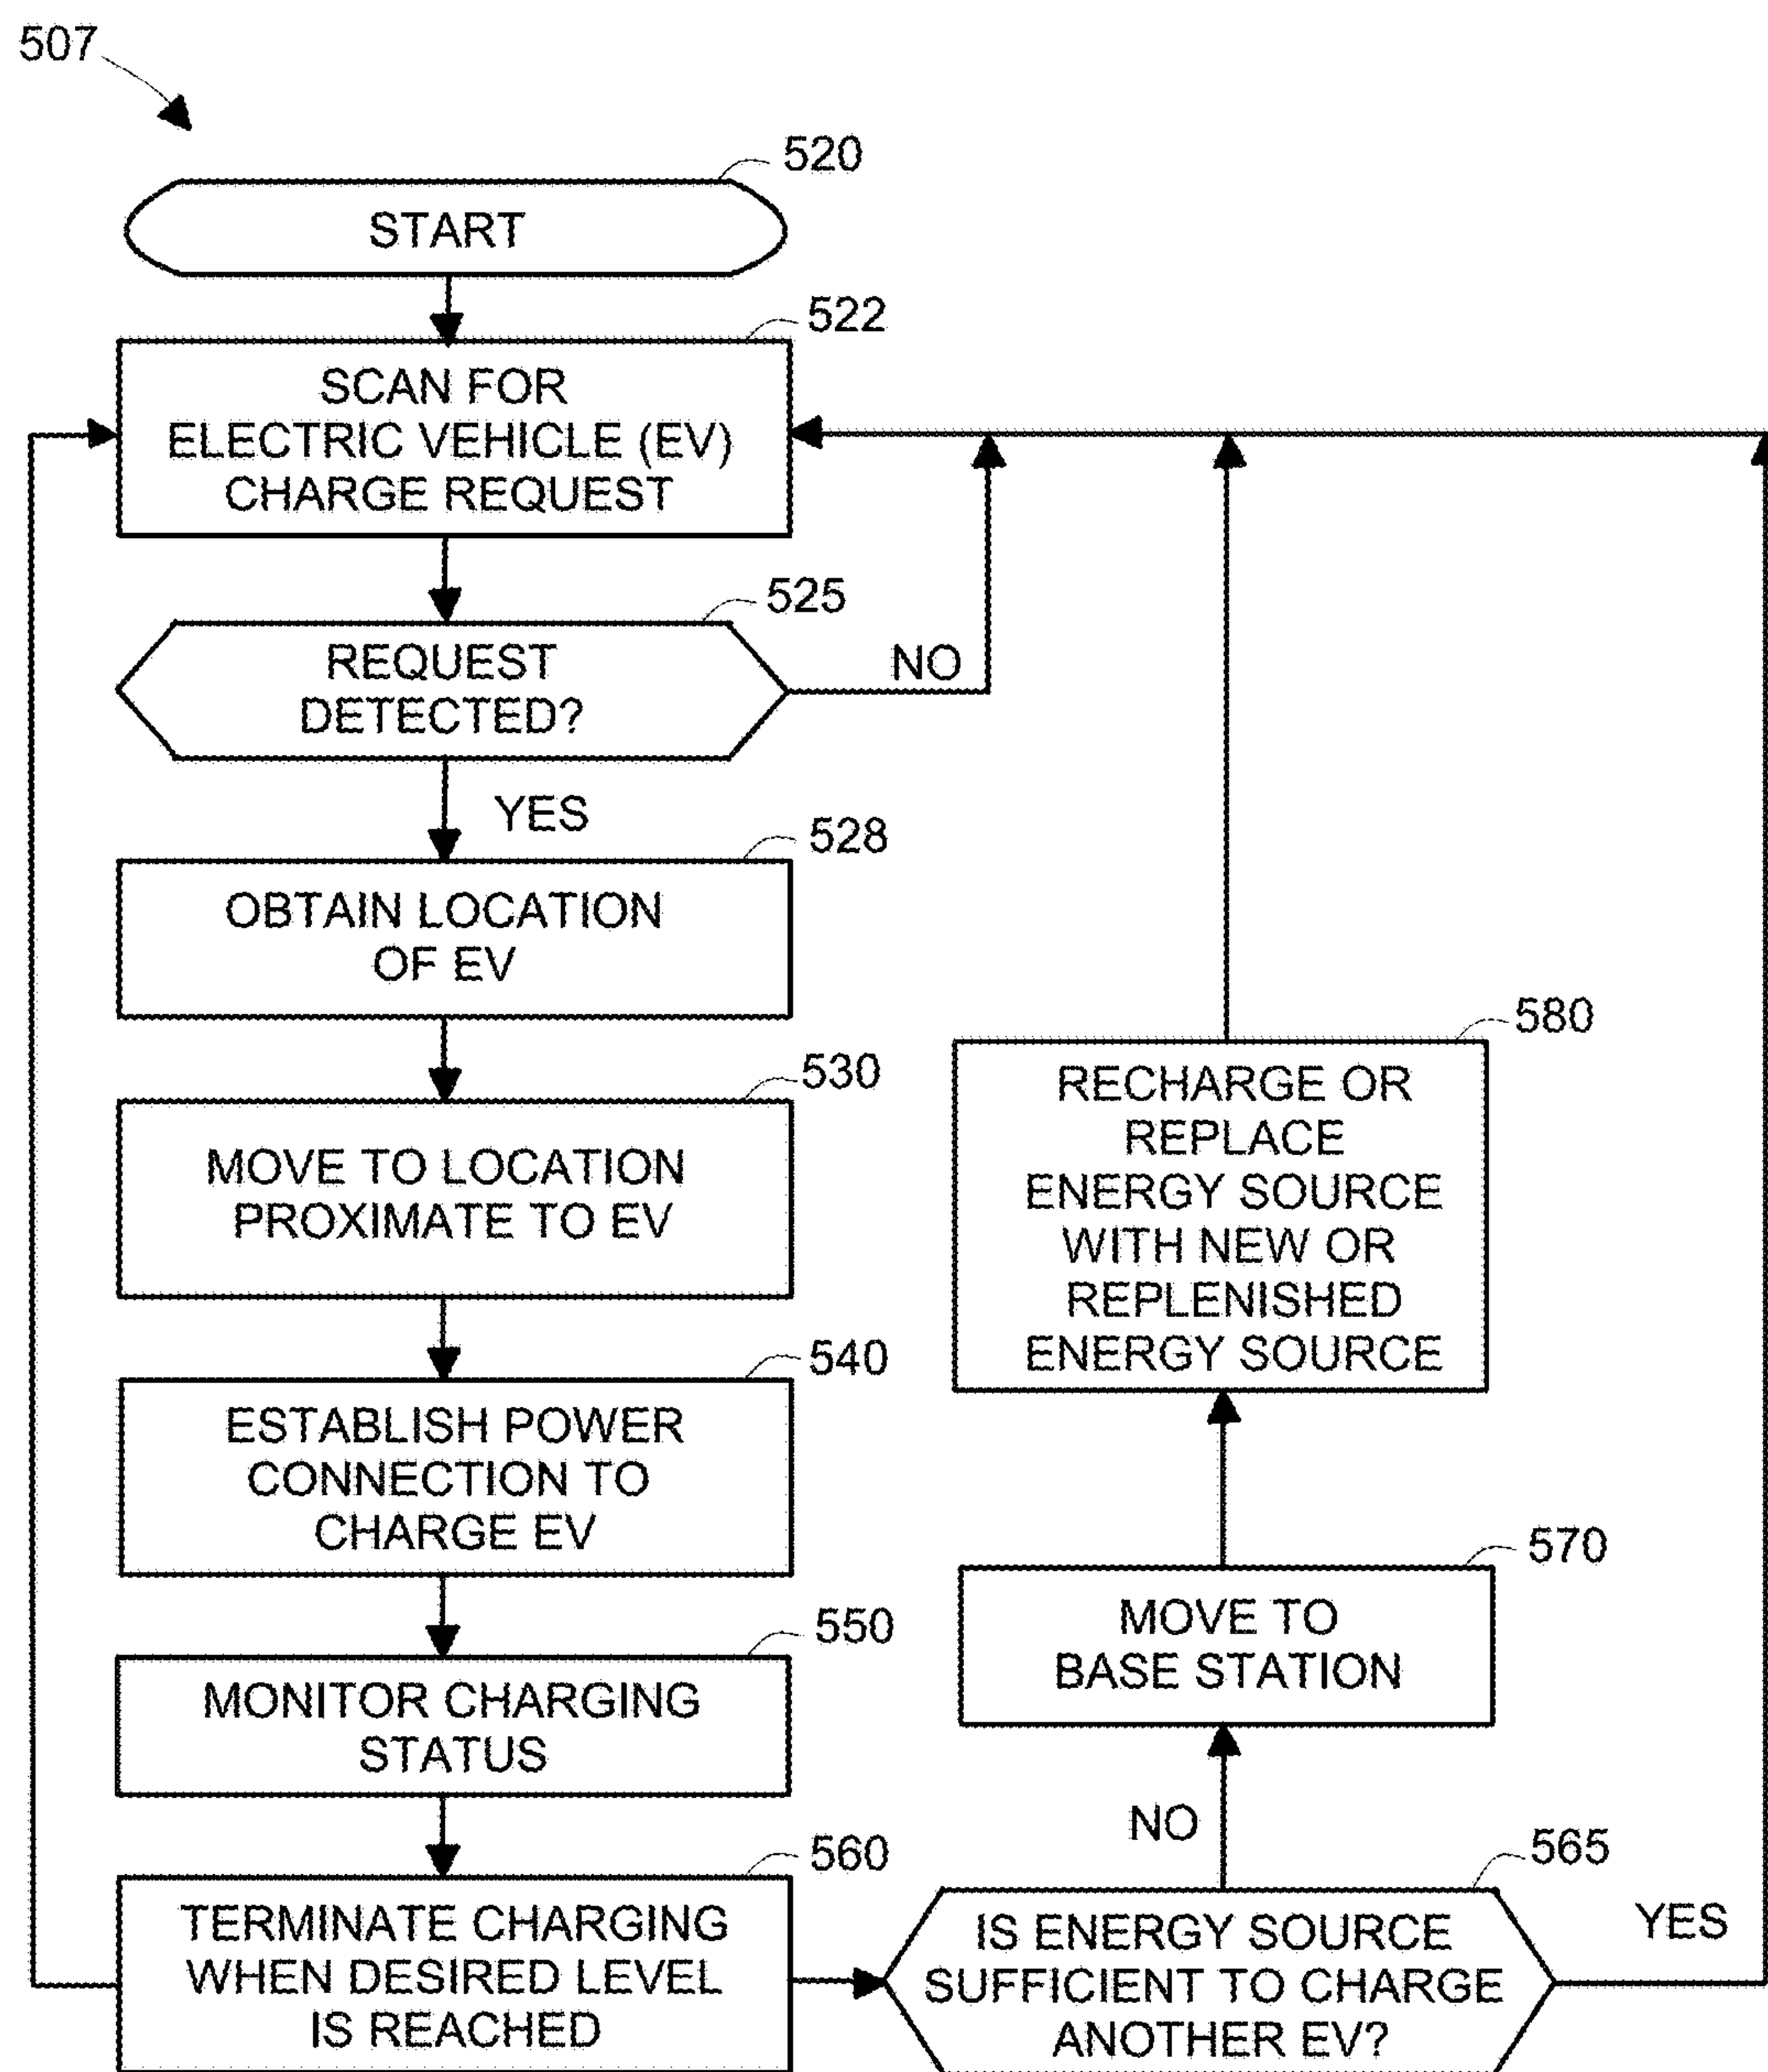 507
520
START
522
SCAN FOR
ELECTRIC VEHICLE (EV)
CHARGE REQUEST
525
REQUEST
DETECTED?
NO
YES
528
OBTAIN LOCATION
OF EV
530
MOVE TO LOCATION
PROXIMATE TO EV
540
ESTABLISH POWER
CONNECTION TO
CHARGE EV
550
MONITOR CHARGING
STATUS
560
TERMINATE CHARGING
WHEN DESIRED LEVEL
IS REACHED
565
IS ENERGY SOURCE
SUFFICIENT TO CHARGE
ANOTHER EV?
YES
NO
570
MOVE TO
BASE STATION
580
RECHARGE OR
REPLACE
ENERGY SOURCE
WITH NEW OR
REPLENISHED
ENERGY SOURCE